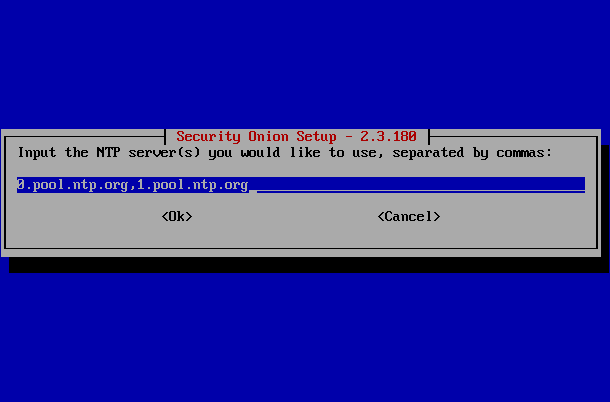 Security Onion Setup - 2.3.180
Input the NTP server(s) you would like to use, separated by commas:
0.pool.ntp.org,1.pool.ntp.org
<Ok> <Cancel>